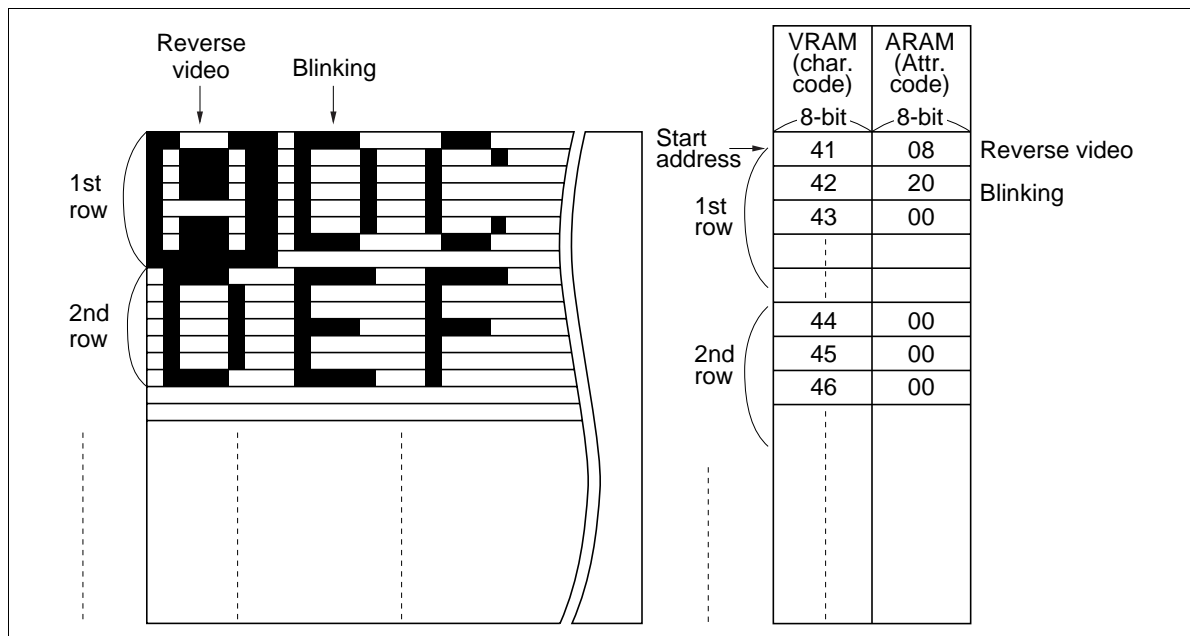 Reverse
video
Blinking
1st
row
2nd
row
VRAM
(char.
code)
ARAM
(Attr.
code)
8-bit
8-bit
Start
address
41 08 Reverse video
42 20 Blinking
43 00
1st
row
44 00
45 00
46 00
2nd
row